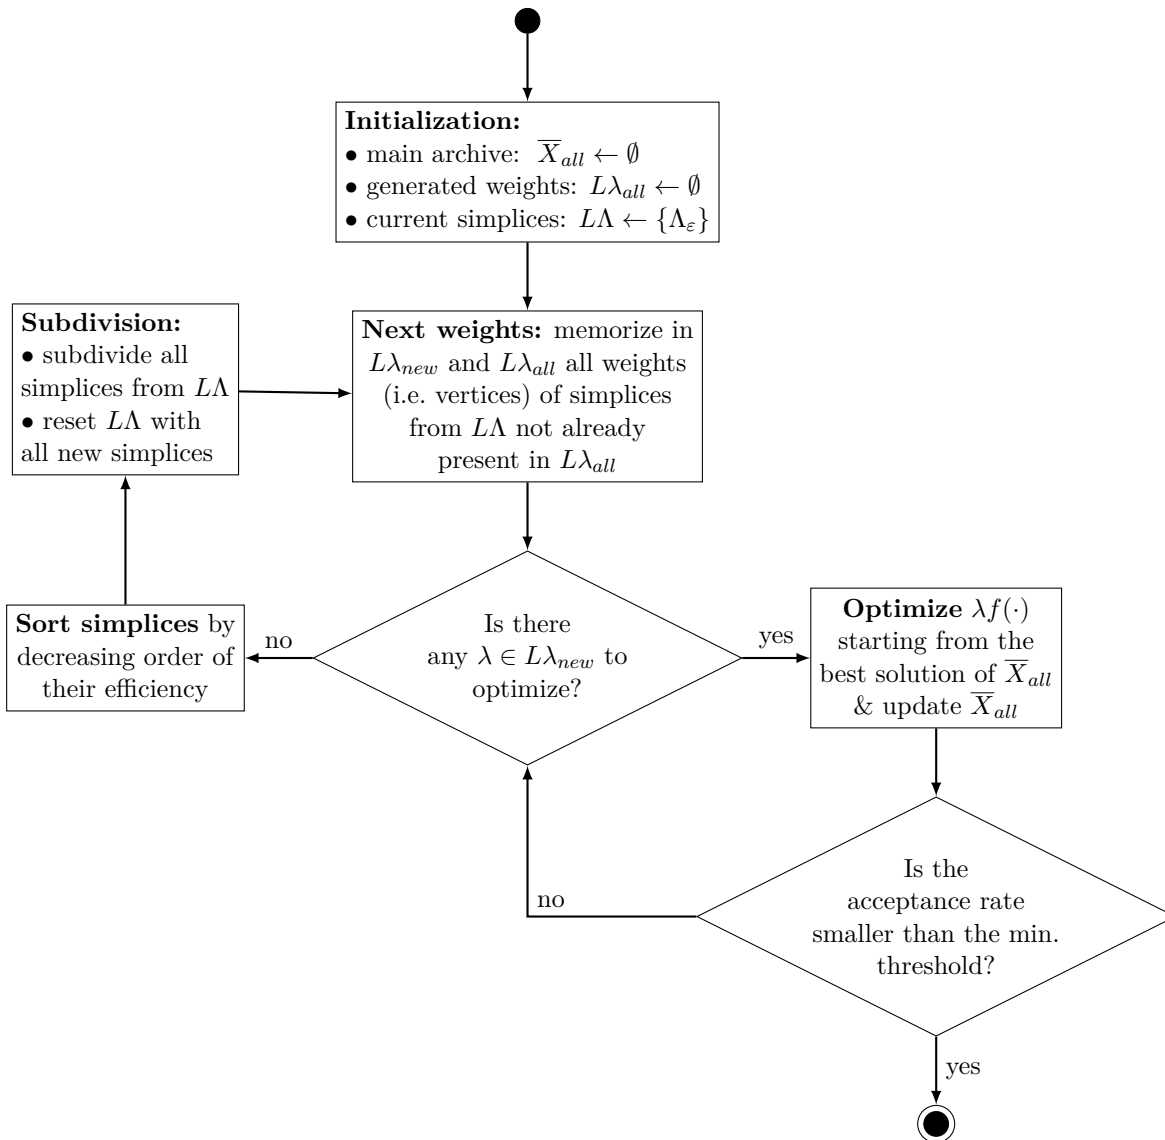 Initialization:
• main archive: X̅_all ← ∅
• generated weights: Lλ_all ← ∅
• current simplices: LΛ ← {Λ_ε}
Subdivision:
• subdivide all
simplices from LΛ
• reset LΛ with
all new simplices
Next weights: memorize in
Lλ_new and Lλ_all all weights
(i.e. vertices) of simplices
from LΛ not already
present in Lλ_all
Sort simplices by
decreasing order of
their efficiency
no
Is there
any λ ∈ Lλ_new to
optimize?
yes
Optimize λf(·)
starting from the
best solution of X̅_all
& update X̅_all
no
Is the
acceptance rate
smaller than the min.
threshold?
yes